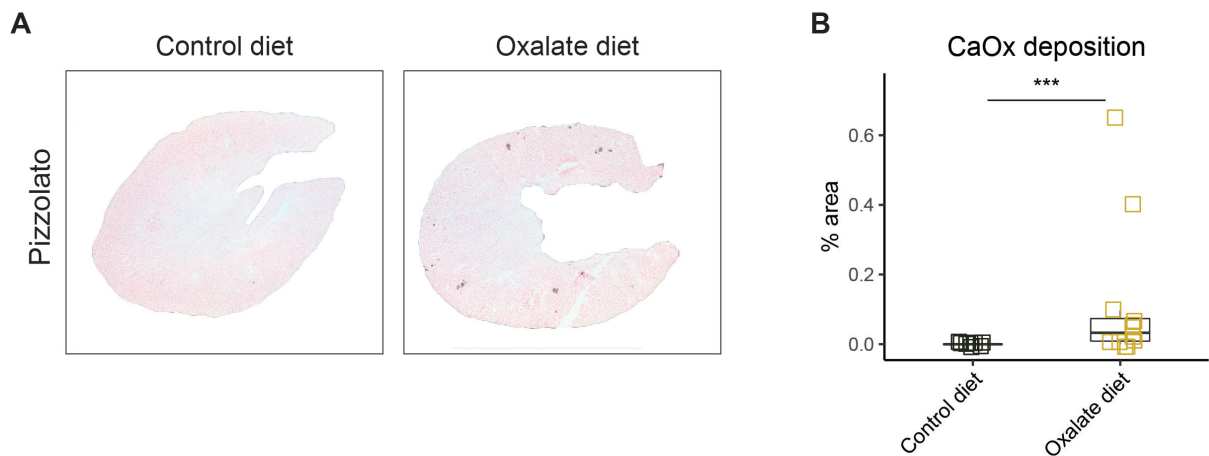 A
Control diet
Oxalate diet
Pizzolato
B
CaOx deposition
***
% area
0.6
0.4
0.2
0.0
Control diet
Oxalate diet